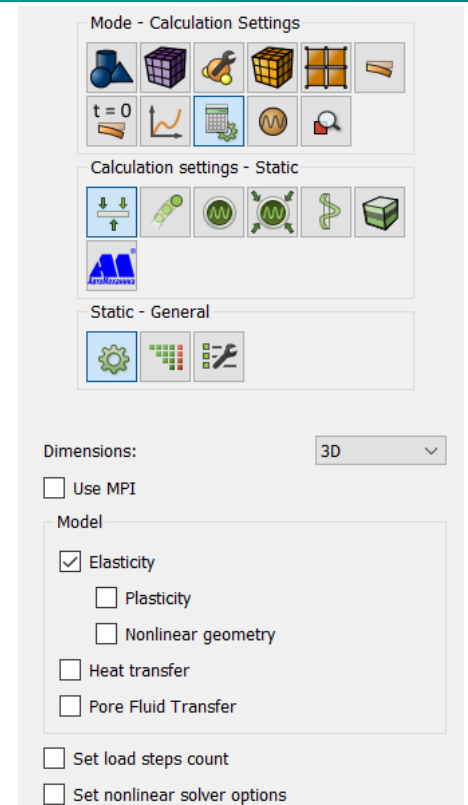 Mode - Calculation Settings
t = 0
Calculation settings - Static
АвтоМеханика
Static - General
Dimensions: 3D
Use MPI
Model
Elasticity
Plasticity
Nonlinear geometry
Heat transfer
Pore Fluid Transfer
Set load steps count
Set nonlinear solver options